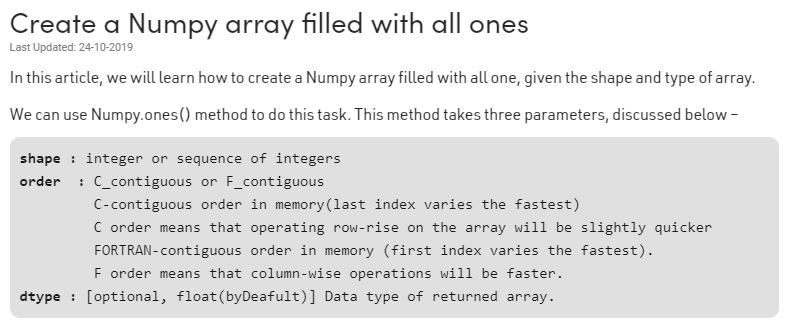 Create a Numpy array filled with all ones
Last Updated: 24-10-2019
In this article, we will learn how to create a Numpy array filled with all one, given the shape and type of array.
We can use Numpy.ones() method to do this task. This method takes three parameters, discussed below –
shape : integer or sequence of integers
order  : C_contiguous or F_contiguous
C-contiguous order in memory(last index varies the fastest)
C order means that operating row-rise on the array will be slightly quicker
FORTRAN-contiguous order in memory (first index varies the fastest).
F order means that column-wise operations will be faster.
dtype : [optional, float(byDeafult)] Data type of returned array.